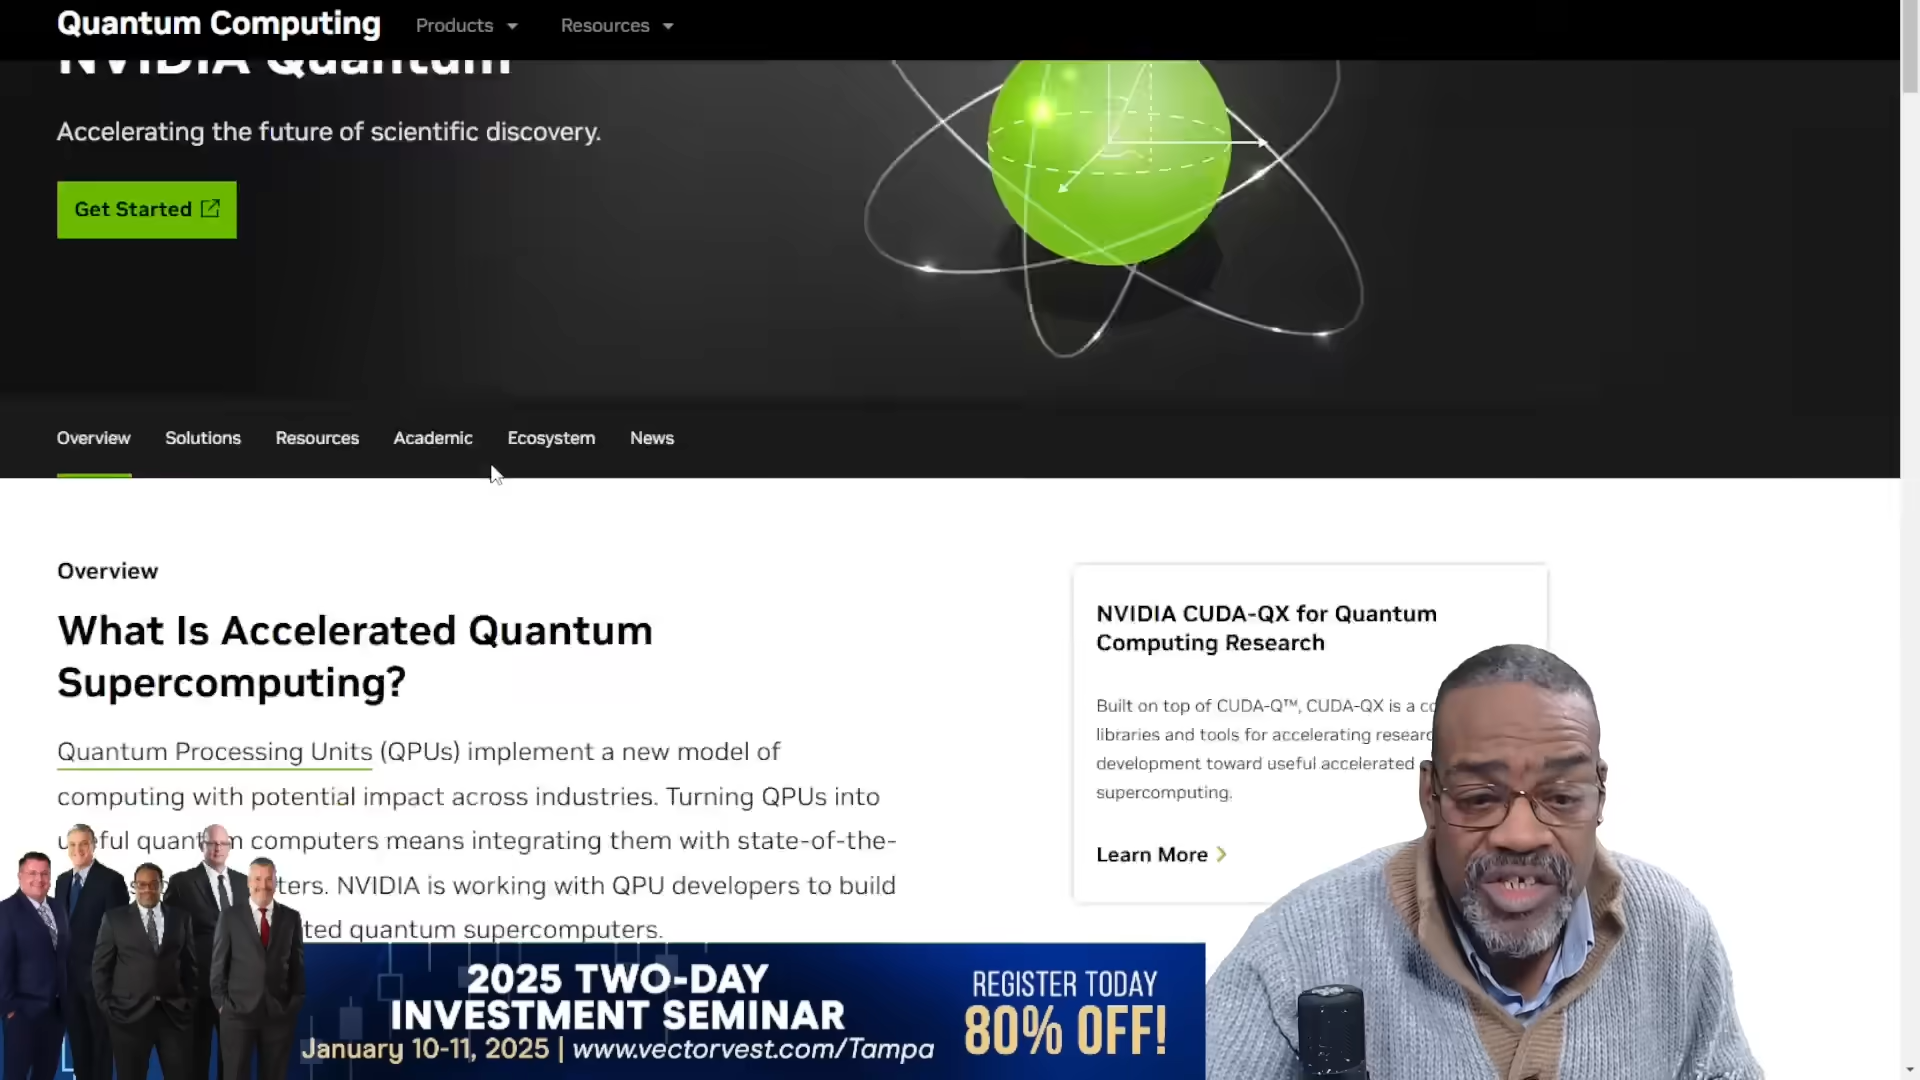 Quantum Computing Products Resources
NVIDIA Quantum
Accelerating the future of scientific discovery.
Get Started
Overview Solutions Resources Academic Ecosystem News
Overview
What Is Accelerated Quantum
Supercomputing?
Quantum Processing Units (QPUs) implement a new model of
computing with potential impact across industries. Turning QPUs into
quantum computers means integrating them with state-of-the-
NVIDIA is working with QPU developers to build
quantum supercomputers.
NVIDIA CUDA-QX for Quantum
Computing Research
Built on top of CUDA-Q™, CUDA-QX is a
libraries and tools for accelerating
development toward useful accelerated
supercomputing.
Learn More
2025 TWO-DAY
INVESTMENT SEMINAR
January 10-11, 2025 | www.vectorvest.com/Tampa
REGISTER TODAY
80% OFF!